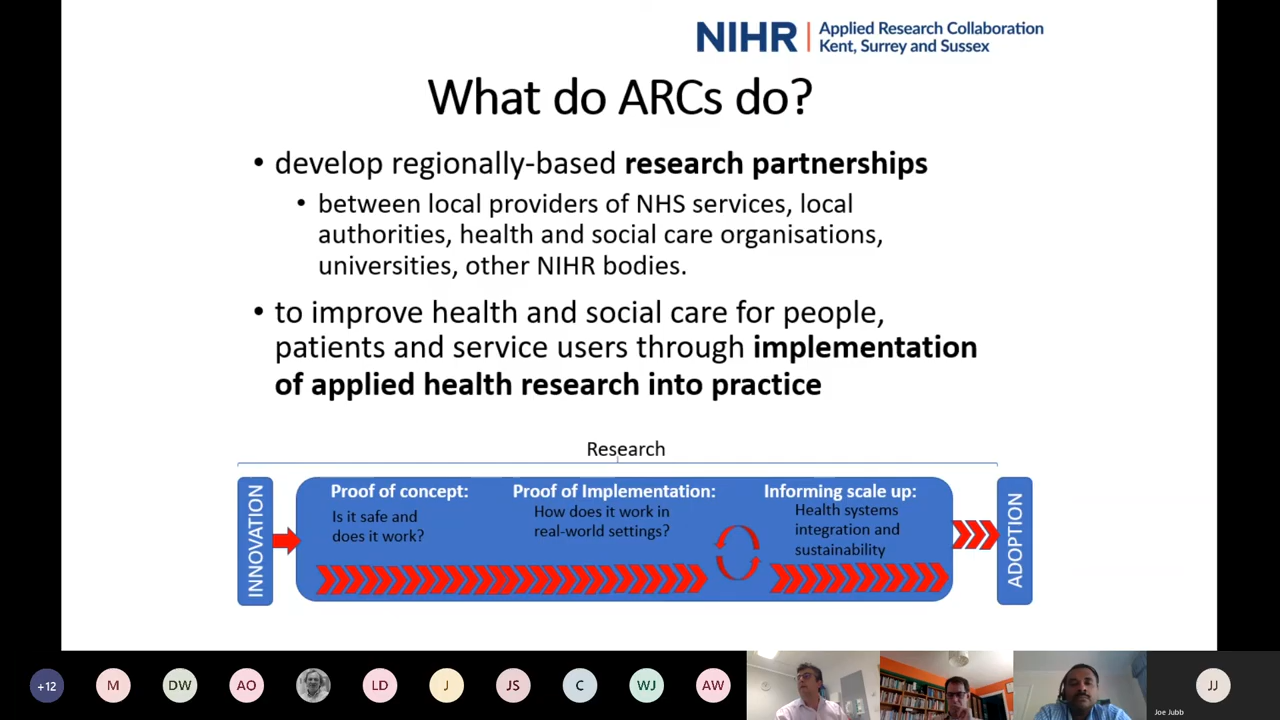 NIHR
Applied Research Collaboration
Kent, Surrey and Sussex
What do ARCs do?
• develop regionally-based research partnerships
• between local providers of NHS services, local
authorities, health and social care organisations,
universities, other NIHR bodies.
• to improve health and social care for people,
patients and service users through implementation
of applied health research into practice
Research
INNOVATION
Proof of concept:
Is it safe and
does it work?
Proof of Implementation:
How does it work in
real-world settings?
Informing scale up:
Health systems
integration and
sustainability
ADOPTION
+12
M
DW
AO
LD
J
JS
C
WJ
AW
JJ
Joe Jubb